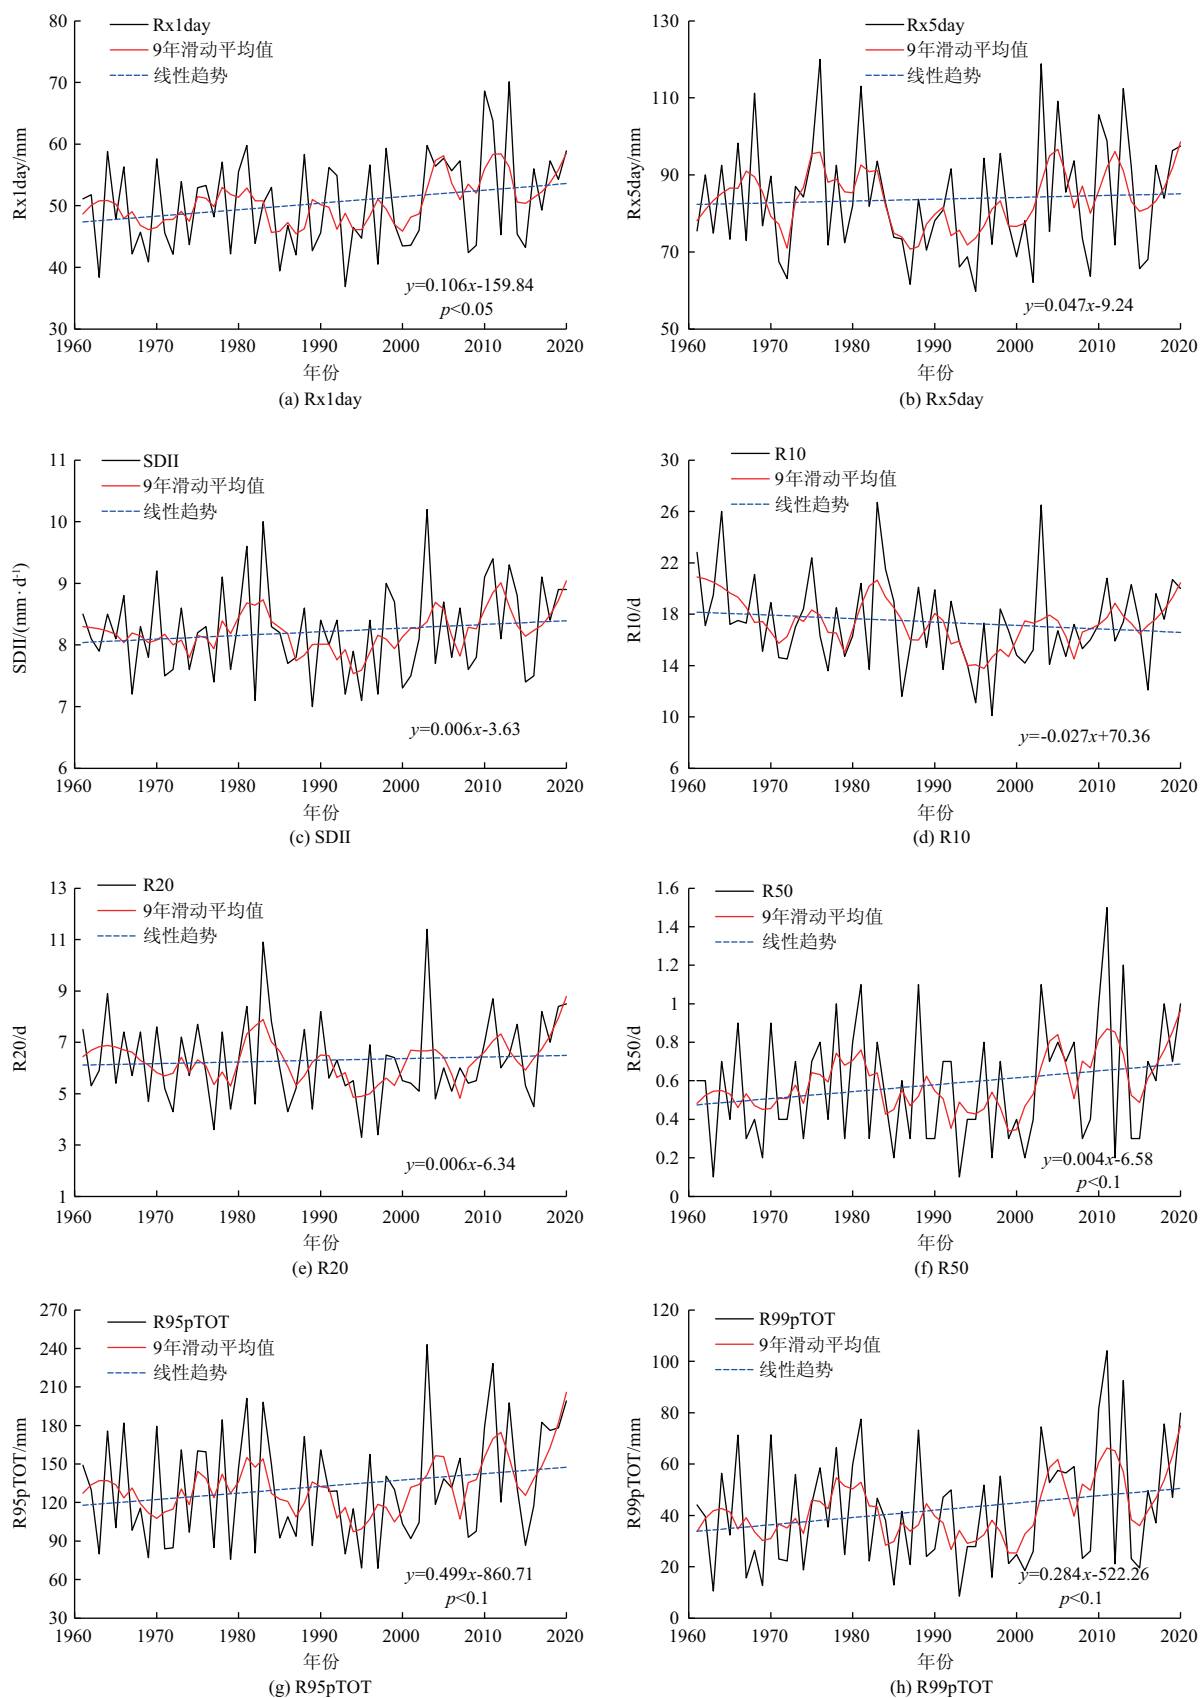 80
70
60
50
40
30
Rx1day/mm
Rx1day
9年滑动平均值
线性趋势
y=0.106x-159.84
p<0.05
1960 1970 1980 1990 2000 2010 2020
年份
(a) Rx1day
130
110
90
70
50
Rx5day/mm
Rx5day
9年滑动平均值
线性趋势
y=0.047x-9.24
1960 1970 1980 1990 2000 2010 2020
年份
(b) Rx5day
11
10
9
8
7
6
SDII/(mm·d⁻¹)
SDII
9年滑动平均值
线性趋势
y=0.006x-3.63
1960 1970 1980 1990 2000 2010 2020
年份
(c) SDII
30
26
22
18
14
10
6
R10/d
R10
9年滑动平均值
线性趋势
y=-0.027x+70.36
1960 1970 1980 1990 2000 2010 2020
年份
(d) R10
13
11
9
7
5
3
1
R20/d
R20
9年滑动平均值
线性趋势
y=0.006x-6.34
1960 1970 1980 1990 2000 2010 2020
年份
(e) R20
1.6
1.4
1.2
1
0.8
0.6
0.4
0.2
0
R50/d
R50
9年滑动平均值
线性趋势
y=0.004x-6.58
p<0.1
1960 1970 1980 1990 2000 2010 2020
年份
(f) R50
270
240
210
180
150
120
90
60
30
R95pTOT/mm
R95pTOT
9年滑动平均值
线性趋势
y=0.499x-860.71
p<0.1
1960 1970 1980 1990 2000 2010 2020
年份
(g) R95pTOT
120
100
80
60
40
20
0
R99pTOT/mm
R99pTOT
9年滑动平均值
线性趋势
y=0.284x-522.26
p<0.1
1960 1970 1980 1990 2000 2010 2020
年份
(h) R99pTOT